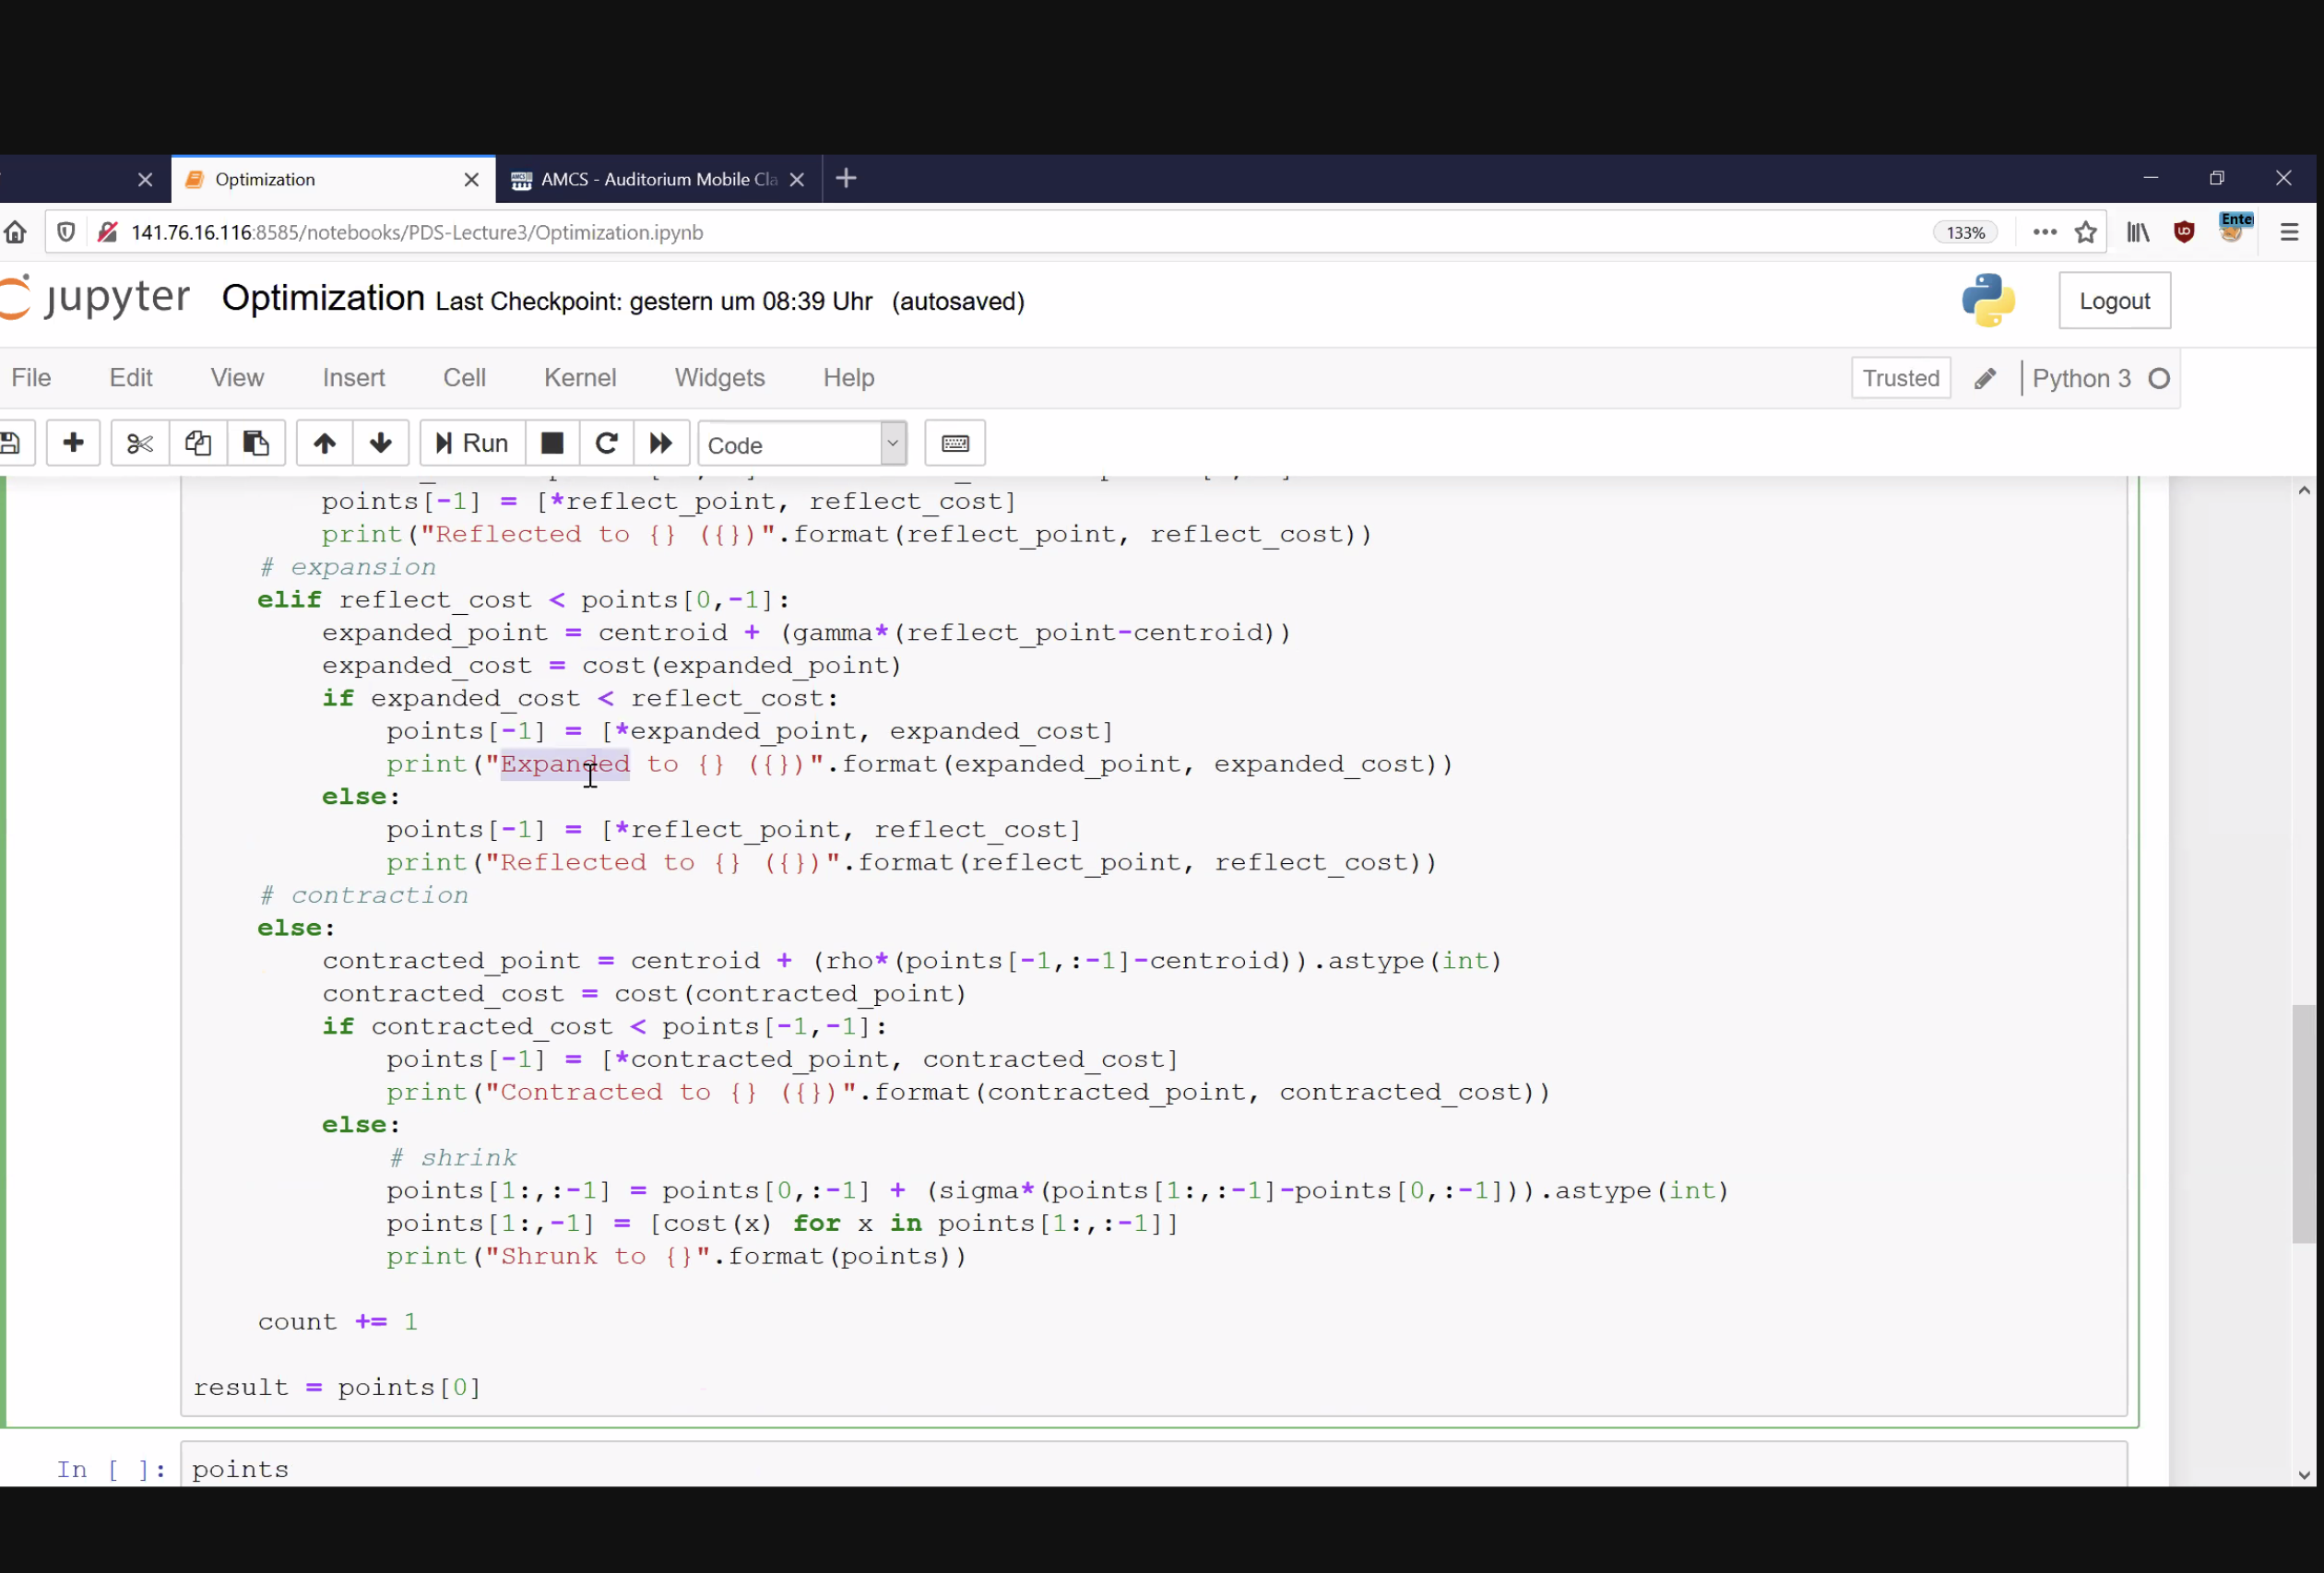 Optimization
AMCS - Auditorium Mobile Cla
141.76.16.116:8585/notebooks/PDS-Lecture3/Optimization.ipynb
133%
Ente
jupyter Optimization Last Checkpoint: gestern um 08:39 Uhr (autosaved)
Logout
File Edit View Insert Cell Kernel Widgets Help
Trusted Python 3
Run Code
points[-1] = [*reflect_point, reflect_cost]
print("Reflected to {} ({})".format(reflect_point, reflect_cost))
# expansion
elif reflect_cost < points[0,-1]:
expanded_point = centroid + (gamma*(reflect_point-centroid))
expanded_cost = cost(expanded_point)
if expanded_cost < reflect_cost:
points[-1] = [*expanded_point, expanded_cost]
print("Expanded to {} ({})".format(expanded_point, expanded_cost))
else:
points[-1] = [*reflect_point, reflect_cost]
print("Reflected to {} ({})".format(reflect_point, reflect_cost))
# contraction
else:
contracted_point = centroid + (rho*(points[-1,:-1]-centroid)).astype(int)
contracted_cost = cost(contracted_point)
if contracted_cost < points[-1,-1]:
points[-1] = [*contracted_point, contracted_cost]
print("Contracted to {} ({})".format(contracted_point, contracted_cost))
else:
# shrink
points[1:,:-1] = points[0,:-1] + (sigma*(points[1:,:-1]-points[0,:-1])).astype(int)
points[1:,-1] = [cost(x) for x in points[1:,:-1]]
print("Shrunk to {}".format(points))
count += 1
result = points[0]
In [ ]: points